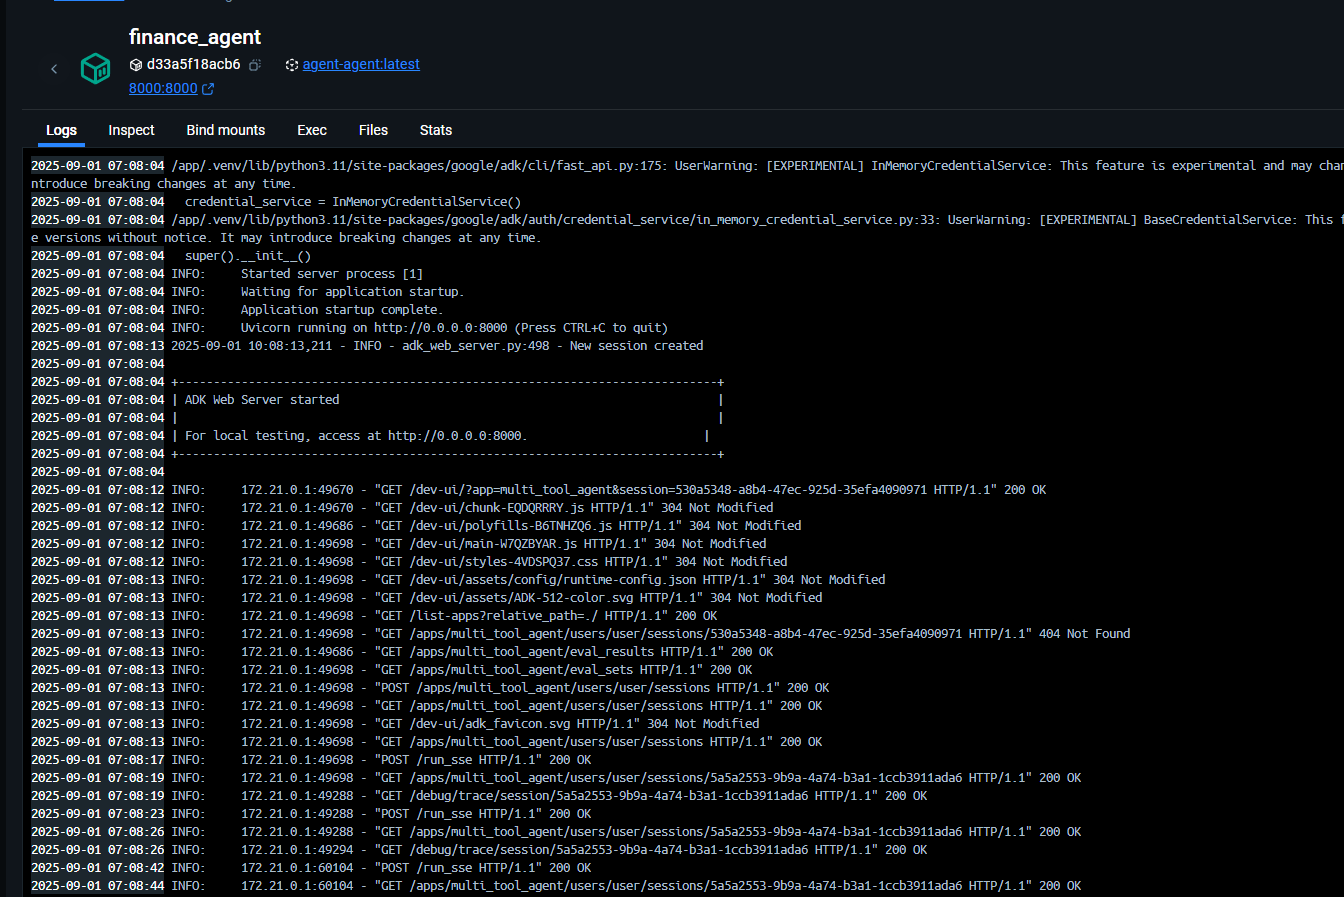 finance_agent
d33a5f18acb6 agent-agent:latest
8000:8000
Logs Inspect Bind mounts Exec Files Stats
2025-09-01 07:08:04 /app/.venv/lib/python3.11/site-packages/google/adk/cli/fast_api.py:175: UserWarning: [EXPERIMENTAL] InMemoryCredentialService: This feature is experimental and may chan
ntroduce breaking changes at any time.
2025-09-01 07:08:04   credential_service = InMemoryCredentialService()
2025-09-01 07:08:04 /app/.venv/lib/python3.11/site-packages/google/adk/auth/credential_service/in_memory_credential_service.py:33: UserWarning: [EXPERIMENTAL] BaseCredentialService: This f
e versions without notice. It may introduce breaking changes at any time.
2025-09-01 07:08:04   super().__init__()
2025-09-01 07:08:04 INFO:     Started server process [1]
2025-09-01 07:08:04 INFO:     Waiting for application startup.
2025-09-01 07:08:04 INFO:     Application startup complete.
2025-09-01 07:08:04 INFO:     Uvicorn running on http://0.0.0.0:8000 (Press CTRL+C to quit)
2025-09-01 07:08:13 2025-09-01 10:08:13,211 - INFO - adk_web_server.py:498 - New session created
2025-09-01 07:08:04
2025-09-01 07:08:04 +-----------------------------------------------------------------------------+
2025-09-01 07:08:04 | ADK Web Server started                                                      |
2025-09-01 07:08:04 |                                                                             |
2025-09-01 07:08:04 | For local testing, access at http://0.0.0.0:8000.                         |
2025-09-01 07:08:04 +-----------------------------------------------------------------------------+
2025-09-01 07:08:04
2025-09-01 07:08:12 INFO:     172.21.0.1:49670 - "GET /dev-ui/?app=multi_tool_agent&session=530a5348-a8b4-47ec-925d-35efa4090971 HTTP/1.1" 200 OK
2025-09-01 07:08:12 INFO:     172.21.0.1:49670 - "GET /dev-ui/chunk-EQDQRRRY.js HTTP/1.1" 304 Not Modified
2025-09-01 07:08:12 INFO:     172.21.0.1:49686 - "GET /dev-ui/polyfills-B6TNHZQ6.js HTTP/1.1" 304 Not Modified
2025-09-01 07:08:12 INFO:     172.21.0.1:49698 - "GET /dev-ui/main-W7QZBYAR.js HTTP/1.1" 304 Not Modified
2025-09-01 07:08:12 INFO:     172.21.0.1:49698 - "GET /dev-ui/styles-4VDSPQ37.css HTTP/1.1" 304 Not Modified
2025-09-01 07:08:13 INFO:     172.21.0.1:49698 - "GET /dev-ui/assets/config/runtime-config.json HTTP/1.1" 304 Not Modified
2025-09-01 07:08:13 INFO:     172.21.0.1:49698 - "GET /dev-ui/assets/ADK-512-color.svg HTTP/1.1" 304 Not Modified
2025-09-01 07:08:13 INFO:     172.21.0.1:49698 - "GET /list-apps?relative_path=./ HTTP/1.1" 200 OK
2025-09-01 07:08:13 INFO:     172.21.0.1:49698 - "GET /apps/multi_tool_agent/users/user/sessions/530a5348-a8b4-47ec-925d-35efa4090971 HTTP/1.1" 404 Not Found
2025-09-01 07:08:13 INFO:     172.21.0.1:49686 - "GET /apps/multi_tool_agent/eval_results HTTP/1.1" 200 OK
2025-09-01 07:08:13 INFO:     172.21.0.1:49698 - "GET /apps/multi_tool_agent/eval_sets HTTP/1.1" 200 OK
2025-09-01 07:08:13 INFO:     172.21.0.1:49698 - "POST /apps/multi_tool_agent/users/user/sessions HTTP/1.1" 200 OK
2025-09-01 07:08:13 INFO:     172.21.0.1:49698 - "GET /apps/multi_tool_agent/users/user/sessions HTTP/1.1" 200 OK
2025-09-01 07:08:13 INFO:     172.21.0.1:49698 - "GET /dev-ui/adk_favicon.svg HTTP/1.1" 304 Not Modified
2025-09-01 07:08:13 INFO:     172.21.0.1:49698 - "GET /apps/multi_tool_agent/users/user/sessions HTTP/1.1" 200 OK
2025-09-01 07:08:17 INFO:     172.21.0.1:49698 - "POST /run_sse HTTP/1.1" 200 OK
2025-09-01 07:08:19 INFO:     172.21.0.1:49698 - "GET /apps/multi_tool_agent/users/user/sessions/5a5a2553-9b9a-4a74-b3a1-1ccb3911ada6 HTTP/1.1" 200 OK
2025-09-01 07:08:19 INFO:     172.21.0.1:49288 - "GET /debug/trace/session/5a5a2553-9b9a-4a74-b3a1-1ccb3911ada6 HTTP/1.1" 200 OK
2025-09-01 07:08:23 INFO:     172.21.0.1:49288 - "POST /run_sse HTTP/1.1" 200 OK
2025-09-01 07:08:26 INFO:     172.21.0.1:49288 - "GET /apps/multi_tool_agent/users/user/sessions/5a5a2553-9b9a-4a74-b3a1-1ccb3911ada6 HTTP/1.1" 200 OK
2025-09-01 07:08:26 INFO:     172.21.0.1:49294 - "GET /debug/trace/session/5a5a2553-9b9a-4a74-b3a1-1ccb3911ada6 HTTP/1.1" 200 OK
2025-09-01 07:08:42 INFO:     172.21.0.1:60104 - "POST /run_sse HTTP/1.1" 200 OK
2025-09-01 07:08:44 INFO:     172.21.0.1:60104 - "GET /apps/multi_tool_agent/users/user/sessions/5a5a2553-9b9a-4a74-b3a1-1ccb3911ada6 HTTP/1.1" 200 OK